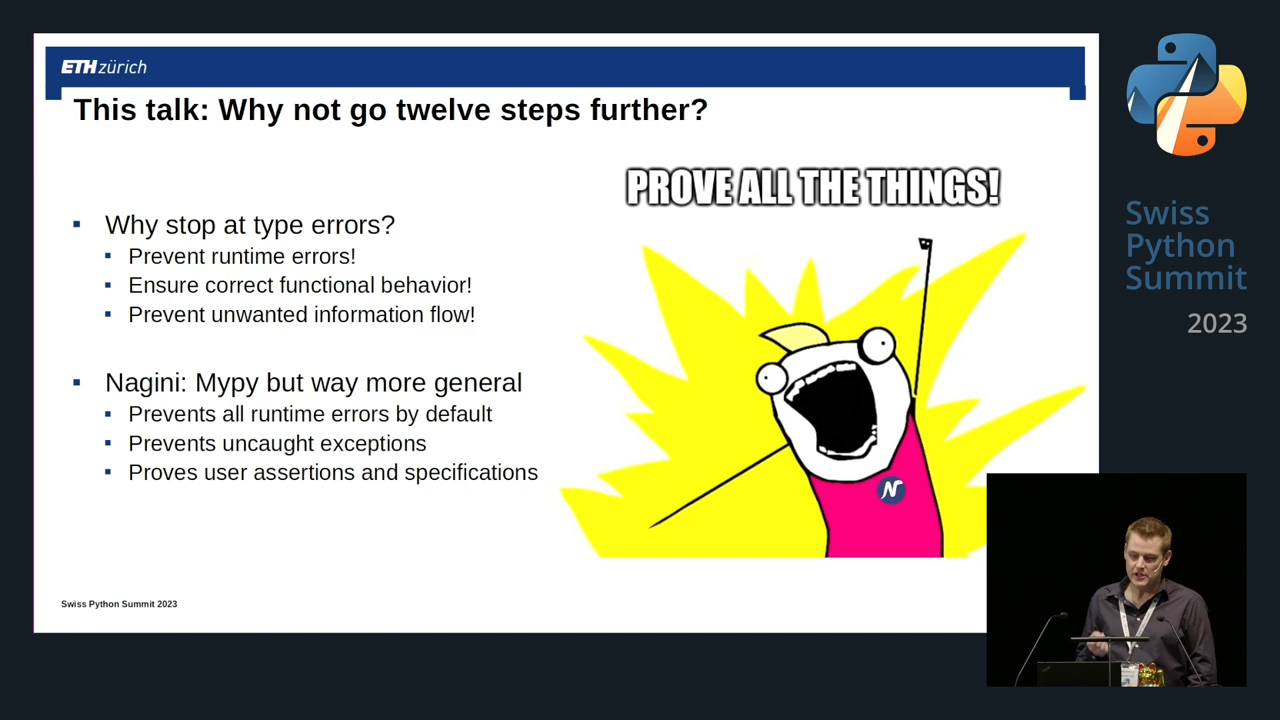 ETH zürich
This talk: Why not go twelve steps further?
PROVE ALL THE THINGS!
Why stop at type errors?
Prevent runtime errors!
Ensure correct functional behavior!
Prevent unwanted information flow!
Nagini: Mypy but way more general
Prevents all runtime errors by default
Prevents uncaught exceptions
Proves user assertions and specifications
N
Swiss Python Summit 2023
Swiss
Python
Summit
2023